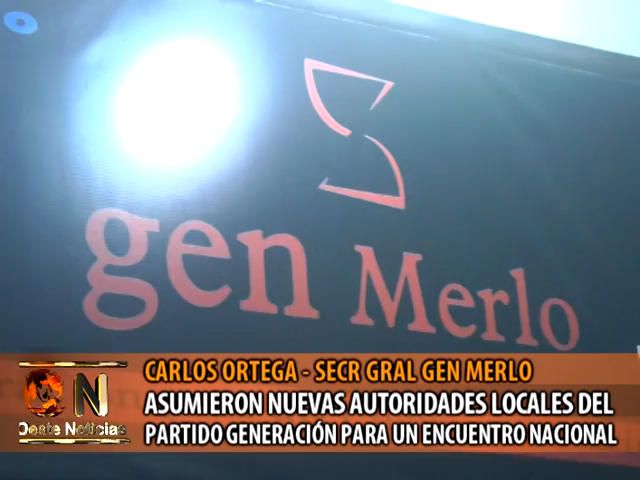 gen Merlo
CARLOS ORTEGA - SECR GRAL GEN MERLO
ASUMIERON NUEVAS AUTORIDADES LOCALES DEL
PARTIDO GENERACIÓN PARA UN ENCUENTRO NACIONAL
ON
Oeste Noticias